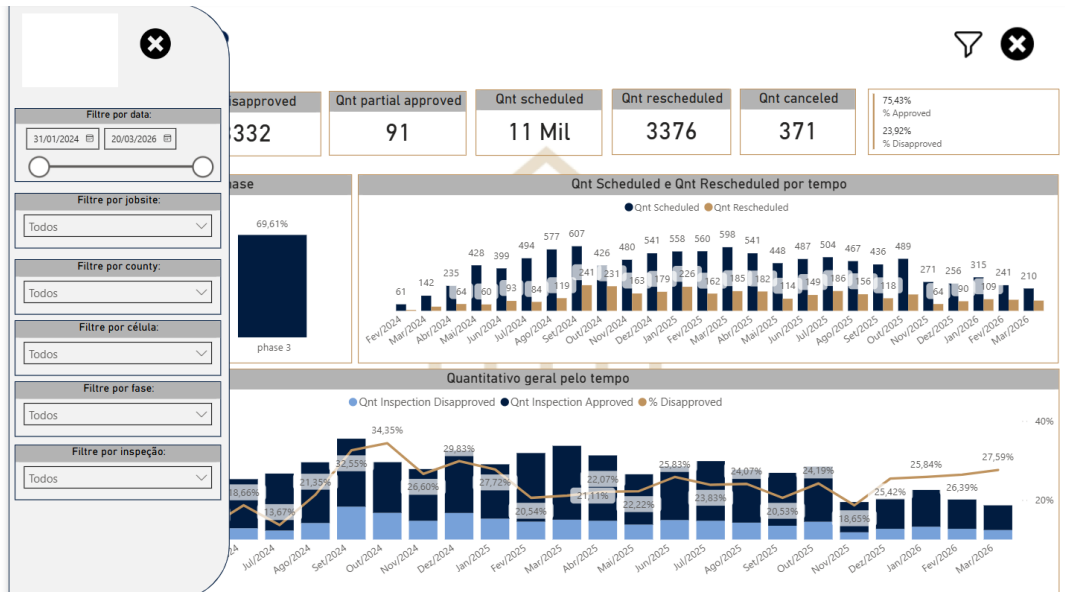 Filtre por data:
31/01/2024
20/03/2026
Filtre por jobsite:
Todos
Filtre por county:
Todos
Filtre por célula:
Todos
Filtre por fase:
Todos
Filtre por inspeção:
Todos
isapproved
332
Qnt partial approved
91
Qnt scheduled
11 Mil
Qnt rescheduled
3376
Qnt canceled
371
75,43%
% Approved
23,92%
% Disapproved
69,61%
phase 3
Qnt Scheduled e Qnt Rescheduled por tempo
Qnt Scheduled Qnt Rescheduled
61 142 235 428 399 494 577 607 426 480 541 558 560 598 541 448 487 504 467 436 489 271 256 315 241 210
64 60 93 84 119 241 231 163 179 226 162 185 182 114 149 186 156 118 64 90 109
Fev/2024 Mar/2024 Abr/2024 Mai/2024 Jun/2024 Jul/2024 Ago/2024 Set/2024 Out/2024 Nov/2024 Dez/2024 Jan/2025 Fev/2025 Mar/2025 Abr/2025 Mai/2025 Jun/2025 Jul/2025 Ago/2025 Set/2025 Out/2025 Nov/2025 Dez/2025 Jan/2026 Fev/2026 Mar/2026
Quantitativo geral pelo tempo
Qnt Inspection Disapproved Qnt Inspection Approved % Disapproved
40%
20%
18,66% 13,67% 21,35% 32,55% 34,35% 26,60% 29,83% 27,72% 20,54% 21,11% 22,07% 22,22% 25,83% 23,83% 24,07% 20,53% 24,19% 18,65% 25,42% 25,84% 26,39% 27,59%
Jul/2024 Ago/2024 Set/2024 Out/2024 Nov/2024 Dez/2024 Jan/2025 Fev/2025 Mar/2025 Abr/2025 Mai/2025 Jun/2025 Jul/2025 Ago/2025 Set/2025 Out/2025 Nov/2025 Dez/2025 Jan/2026 Fev/2026 Mar/2026